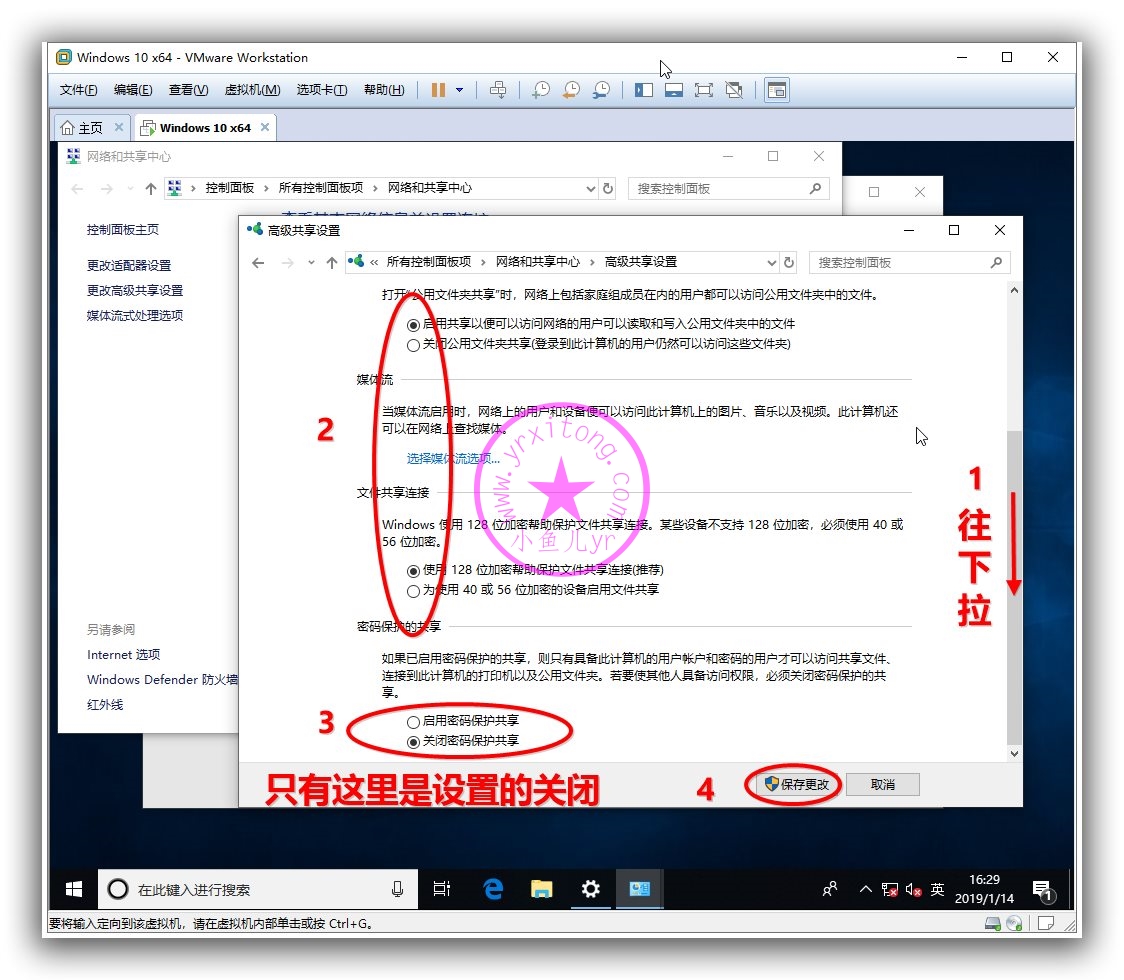 Windows 10 x64 - VMware Workstation
文件(F) 编辑(E) 查看(V) 虚拟机(M) 选项卡(T) 帮助(H)
主页 Windows 10 x64
网络和共享中心
控制面板 › 所有控制面板项 › 网络和共享中心
搜索控制面板
控制面板主页
更改适配器设置
更改高级共享设置
媒体流式处理选项
另请参阅
Internet 选项
Windows Defender 防火墙
红外线
高级共享设置
« 所有控制面板项 › 网络和共享中心 › 高级共享设置
搜索控制面板
打开“公用文件夹共享”时，网络上包括家庭组成员在内的用户都可以访问公用文件夹中的文件。
启用共享以便可以访问网络的用户可以读取和写入公用文件夹中的文件
关闭公用文件夹共享(登录到此计算机的用户仍然可以访问这些文件夹)
媒体流
当媒体流启用时，网络上的用户和设备便可以访问此计算机上的图片、音乐以及视频。此计算机还
可以在网络上查找媒体。
选择媒体流选项...
文件共享连接
Windows 使用 128 位加密帮助保护文件共享连接。某些设备不支持 128 位加密，必须使用 40 或
56 位加密。
使用 128 位加密帮助保护文件共享连接(推荐)
为使用 40 或 56 位加密的设备启用文件共享
密码保护的共享
如果已启用密码保护的共享，则只有具备此计算机的用户帐户和密码的用户才可以访问共享文件、
连接到此计算机的打印机以及公用文件夹。若要使其他人具备访问权限，必须关闭密码保护的共
享。
启用密码保护共享
关闭密码保护共享
保存更改
取消
1
往
下
拉
2
3
只有这里是设置的关闭
4
www.yrxitong.com
小鱼儿yr
在此键入进行搜索
英
16:29
2019/1/14
1
要将输入定向到该虚拟机，请在虚拟机内部单击或按 Ctrl+G。